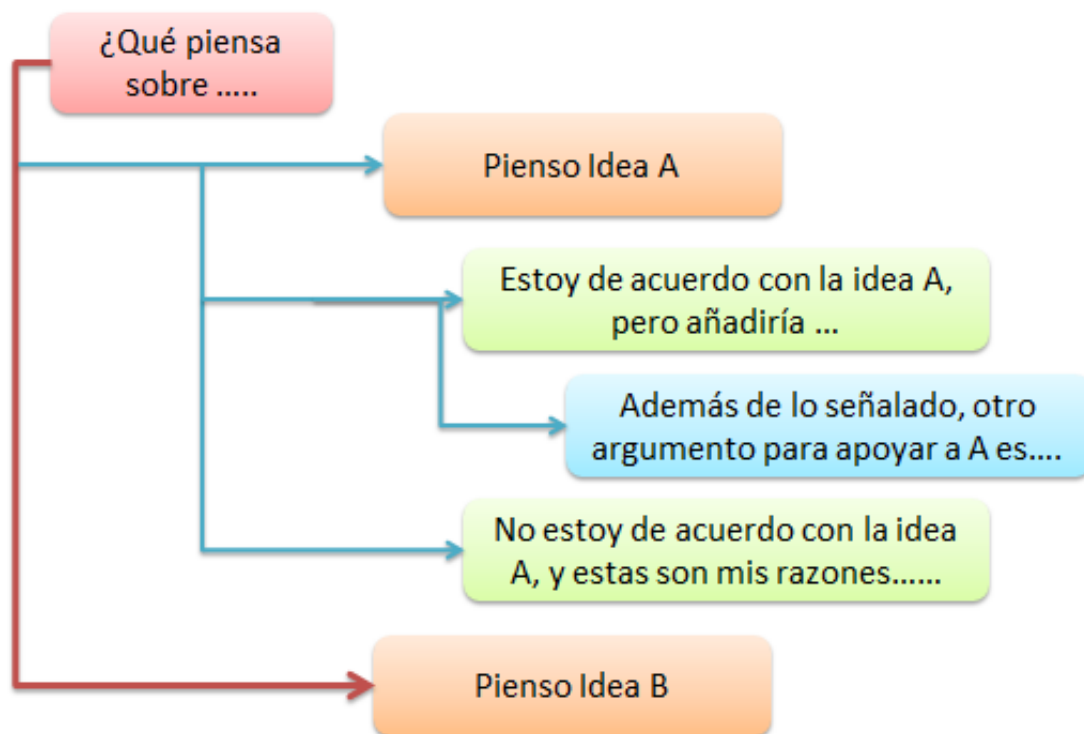 ¿Qué piensa
sobre .....
Pienso Idea A
Estoy de acuerdo con la idea A,
pero añadiría ...
Además de lo señalado, otro
argumento para apoyar a A es....
No estoy de acuerdo con la idea
A, y estas son mis razones......
Pienso Idea B